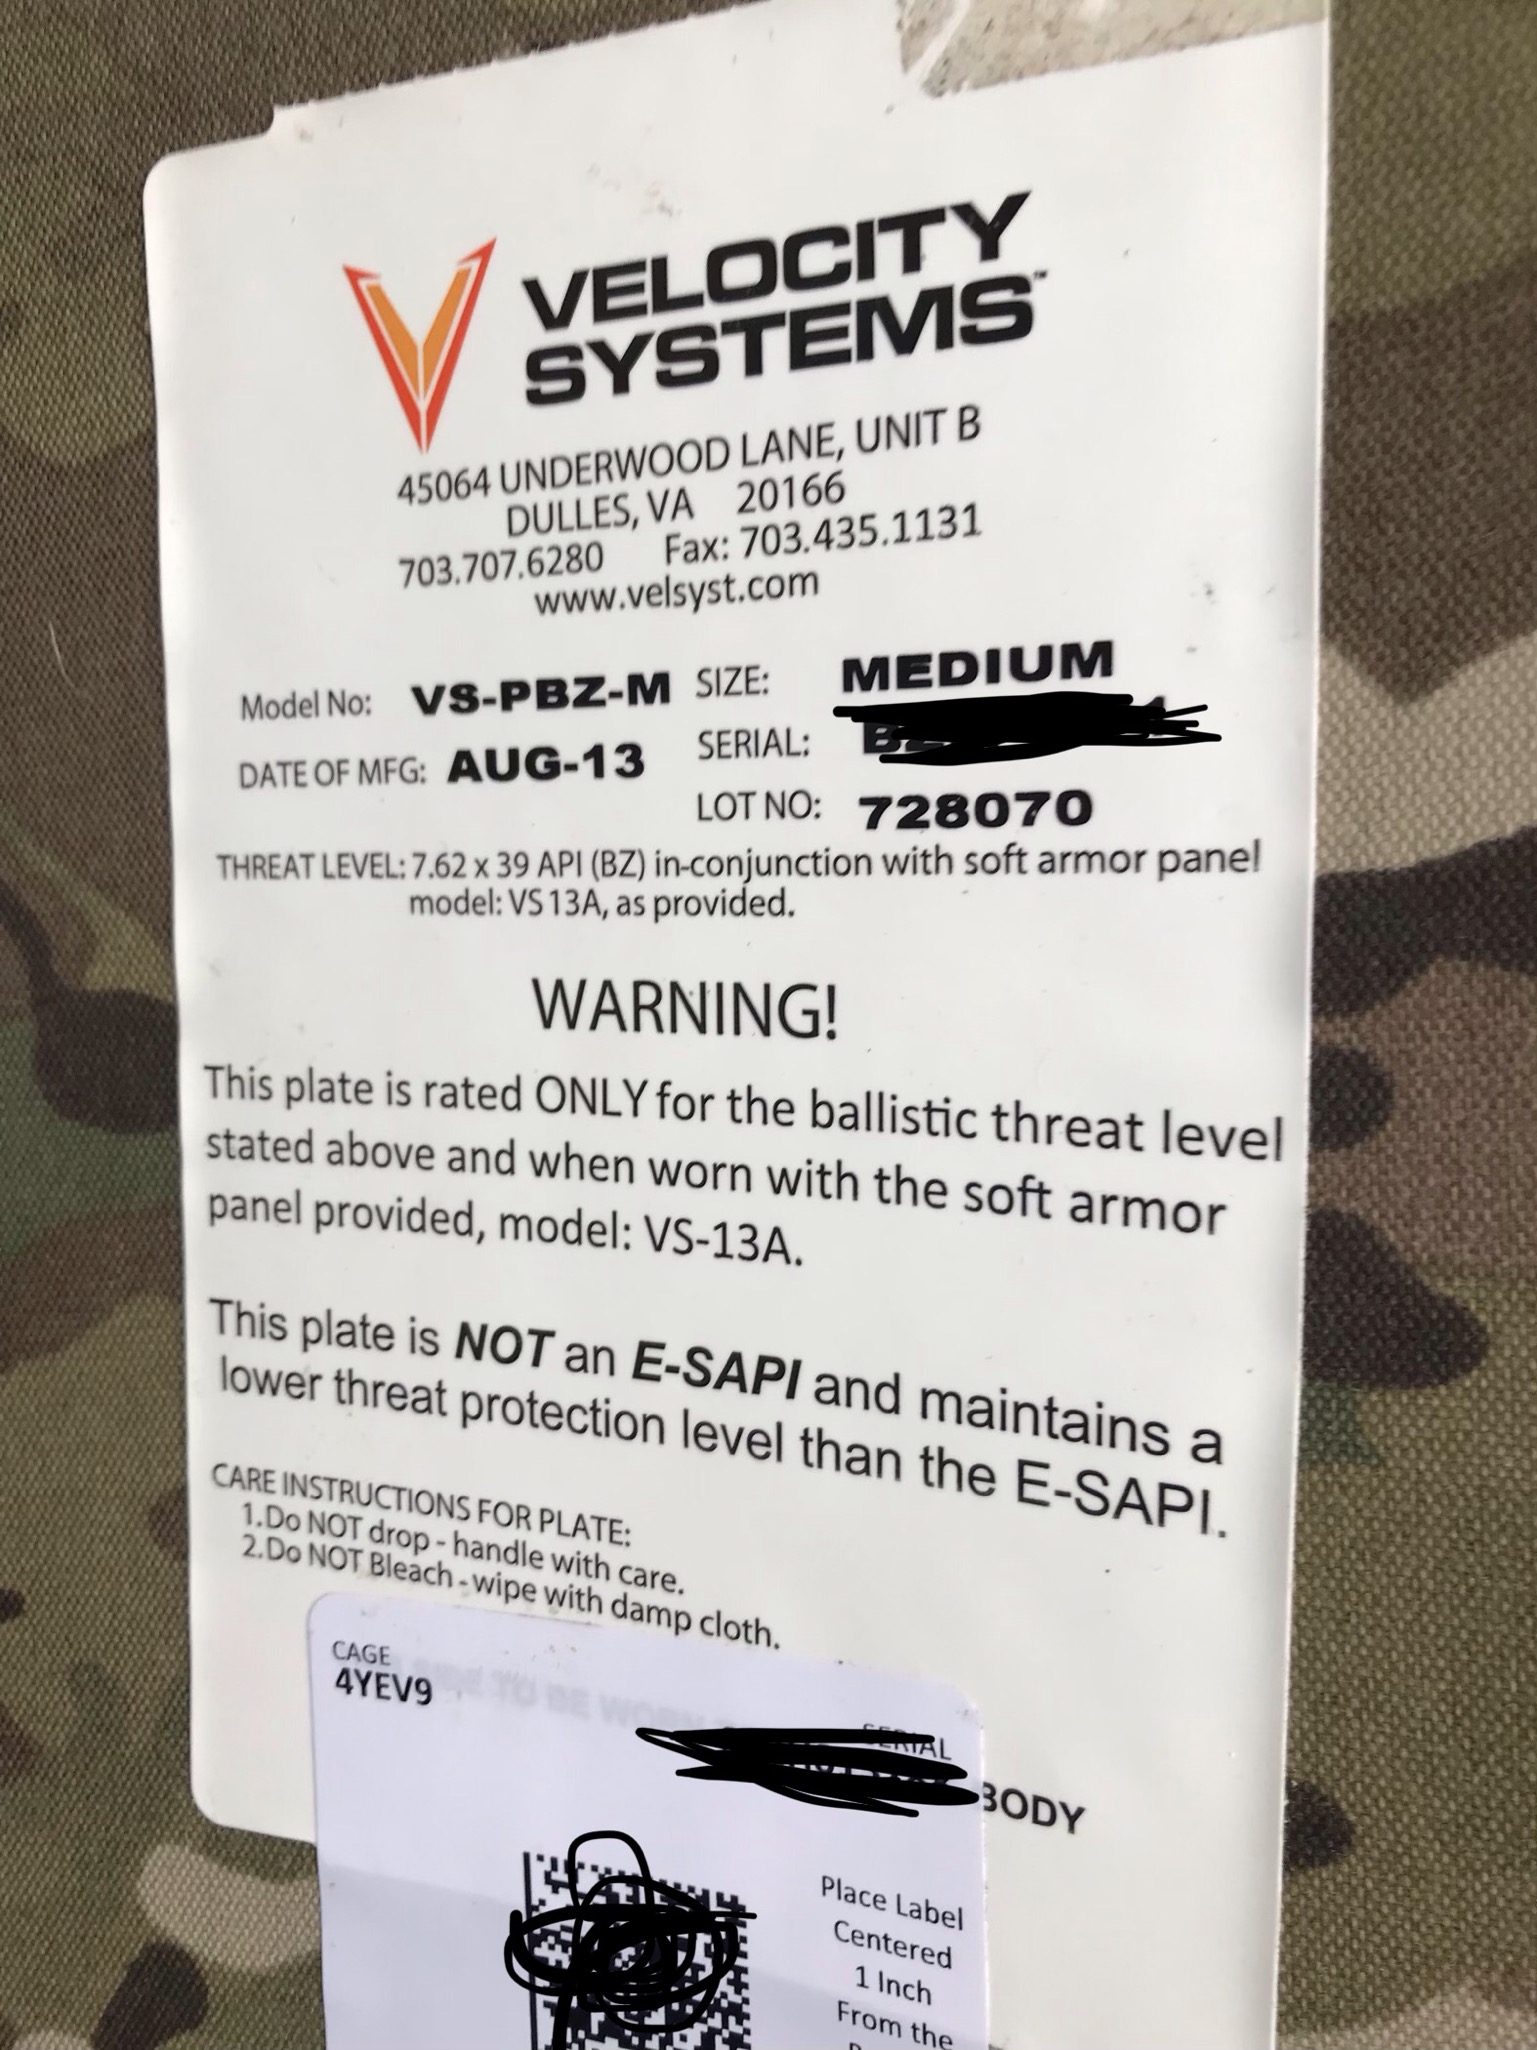 VELOCITY
SYSTEMS™
45064 UNDERWOOD LANE, UNIT B
DULLES, VA 20166
703.707.6280 Fax: 703.435.1131
www.velsyst.com
Model No: VS-PBZ-M SIZE: MEDIUM
DATE OF MFG: AUG-13 SERIAL:
LOT NO: 728070
THREAT LEVEL: 7.62 x 39 API (BZ) in-conjunction with soft armor panel
model: VS13A, as provided.
WARNING!
This plate is rated ONLY for the ballistic threat level
stated above and when worn with the soft armor
panel provided, model: VS-13A.
This plate is NOT an E-SAPI and maintains a
lower threat protection level than the E-SAPI.
CARE INSTRUCTIONS FOR PLATE:
1.Do NOT drop - handle with care.
2.Do NOT Bleach - wipe with damp cloth.
CAGE
4YEV9
TO BE
SERIAL
BODY
Place Label
Centered
1 Inch
From the